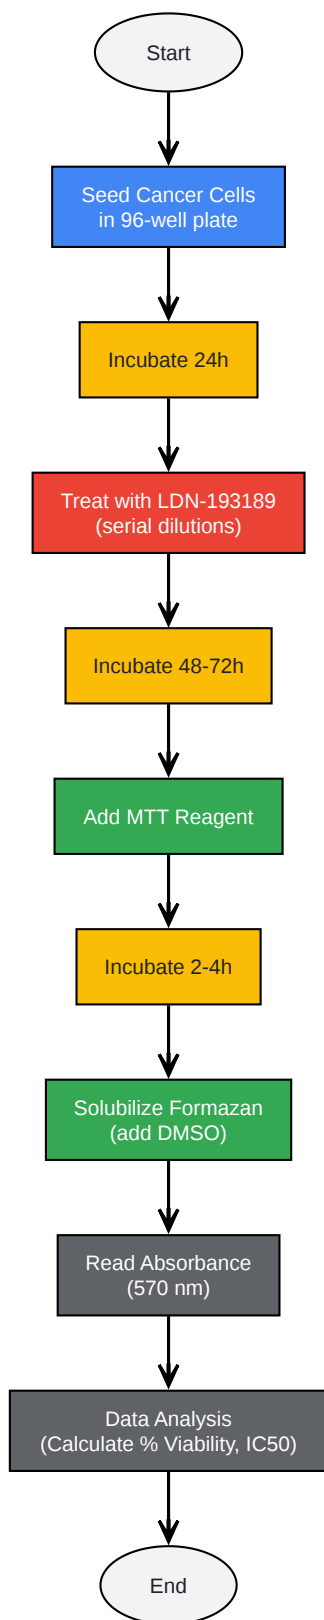 Start
Seed Cancer Cells
in 96-well plate
Incubate 24h
Treat with LDN-193189
(serial dilutions)
Incubate 48-72h
Add MTT Reagent
Incubate 2-4h
Solubilize Formazan
(add DMSO)
Read Absorbance
(570 nm)
Data Analysis
(Calculate % Viability, IC50)
End